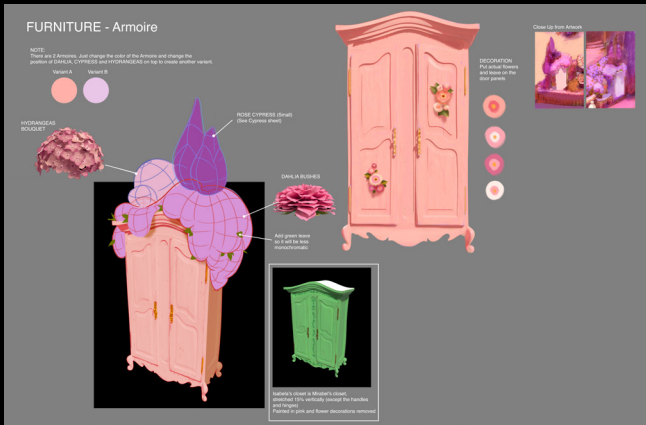 FURNITURE - Armoire
NOTE:
There are 2 Armoires. Just change the color of the Armoire and change the
position of DAHLIA, CYPRESS and HYDRANGEAS on top to create another variant.
Variant A
Variant B
HYDRANGEAS
BOUQUET
ROSE CYPRESS (Small)
(See Cypress sheet)
DAHLIA BUSHES
Add green leave
so it will be less
monochromatic
Isabela's closet is Mirabel's closet,
stretched 15% vertically (except the handles
and hinges)
Painted in pink and flower decorations removed
DECORATION
Put actual flowers
and leave on the
door panels
Close Up from Artwork